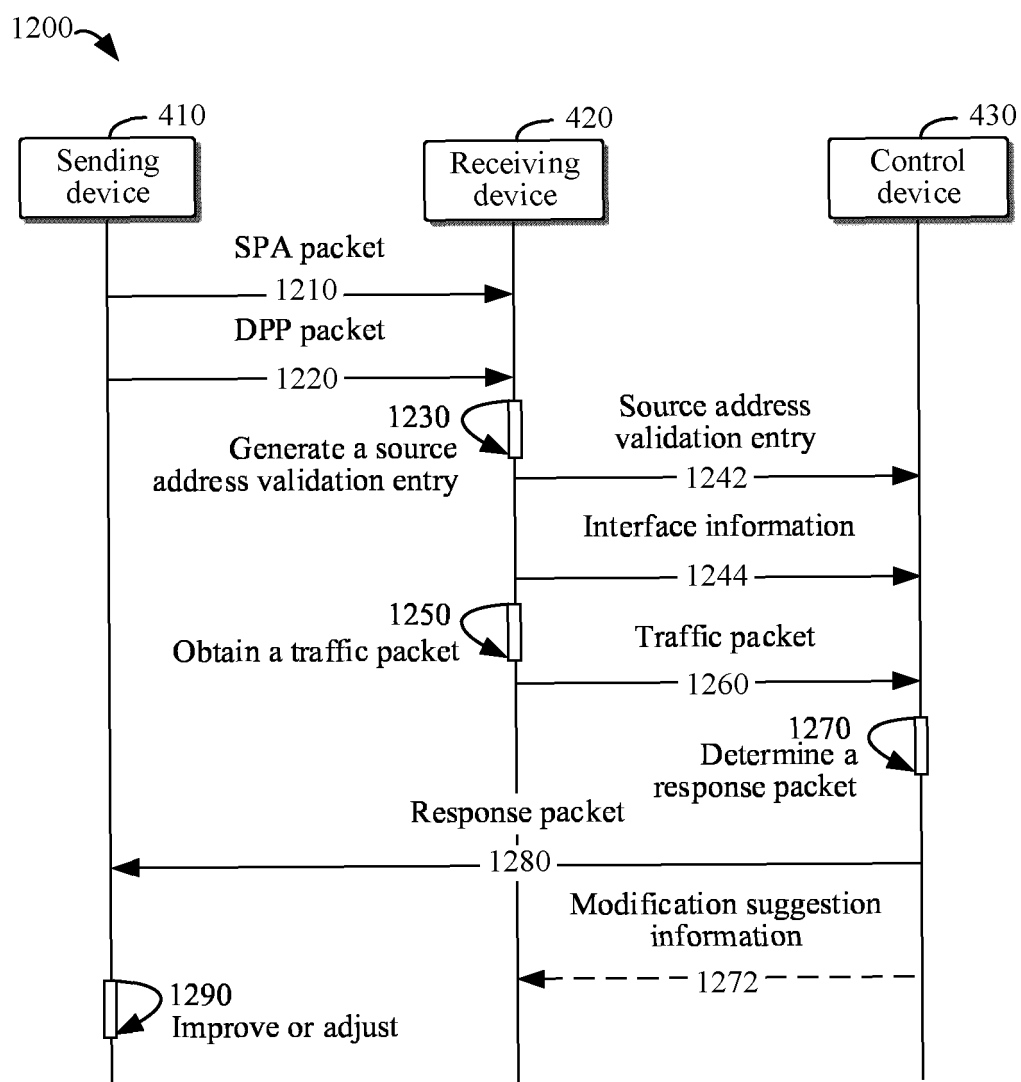 1200
410
420
430
Sending
device
Receiving
device
Control
device
SPA packet
1210
DPP packet
1220
1230
Generate a source
address validation entry
Source address
validation entry
1242
Interface information
1244
1250
Obtain a traffic packet
Traffic packet
1260
1270
Determine a
response packet
Response packet
1280
Modification suggestion
information
1272
1290
Improve or adjust